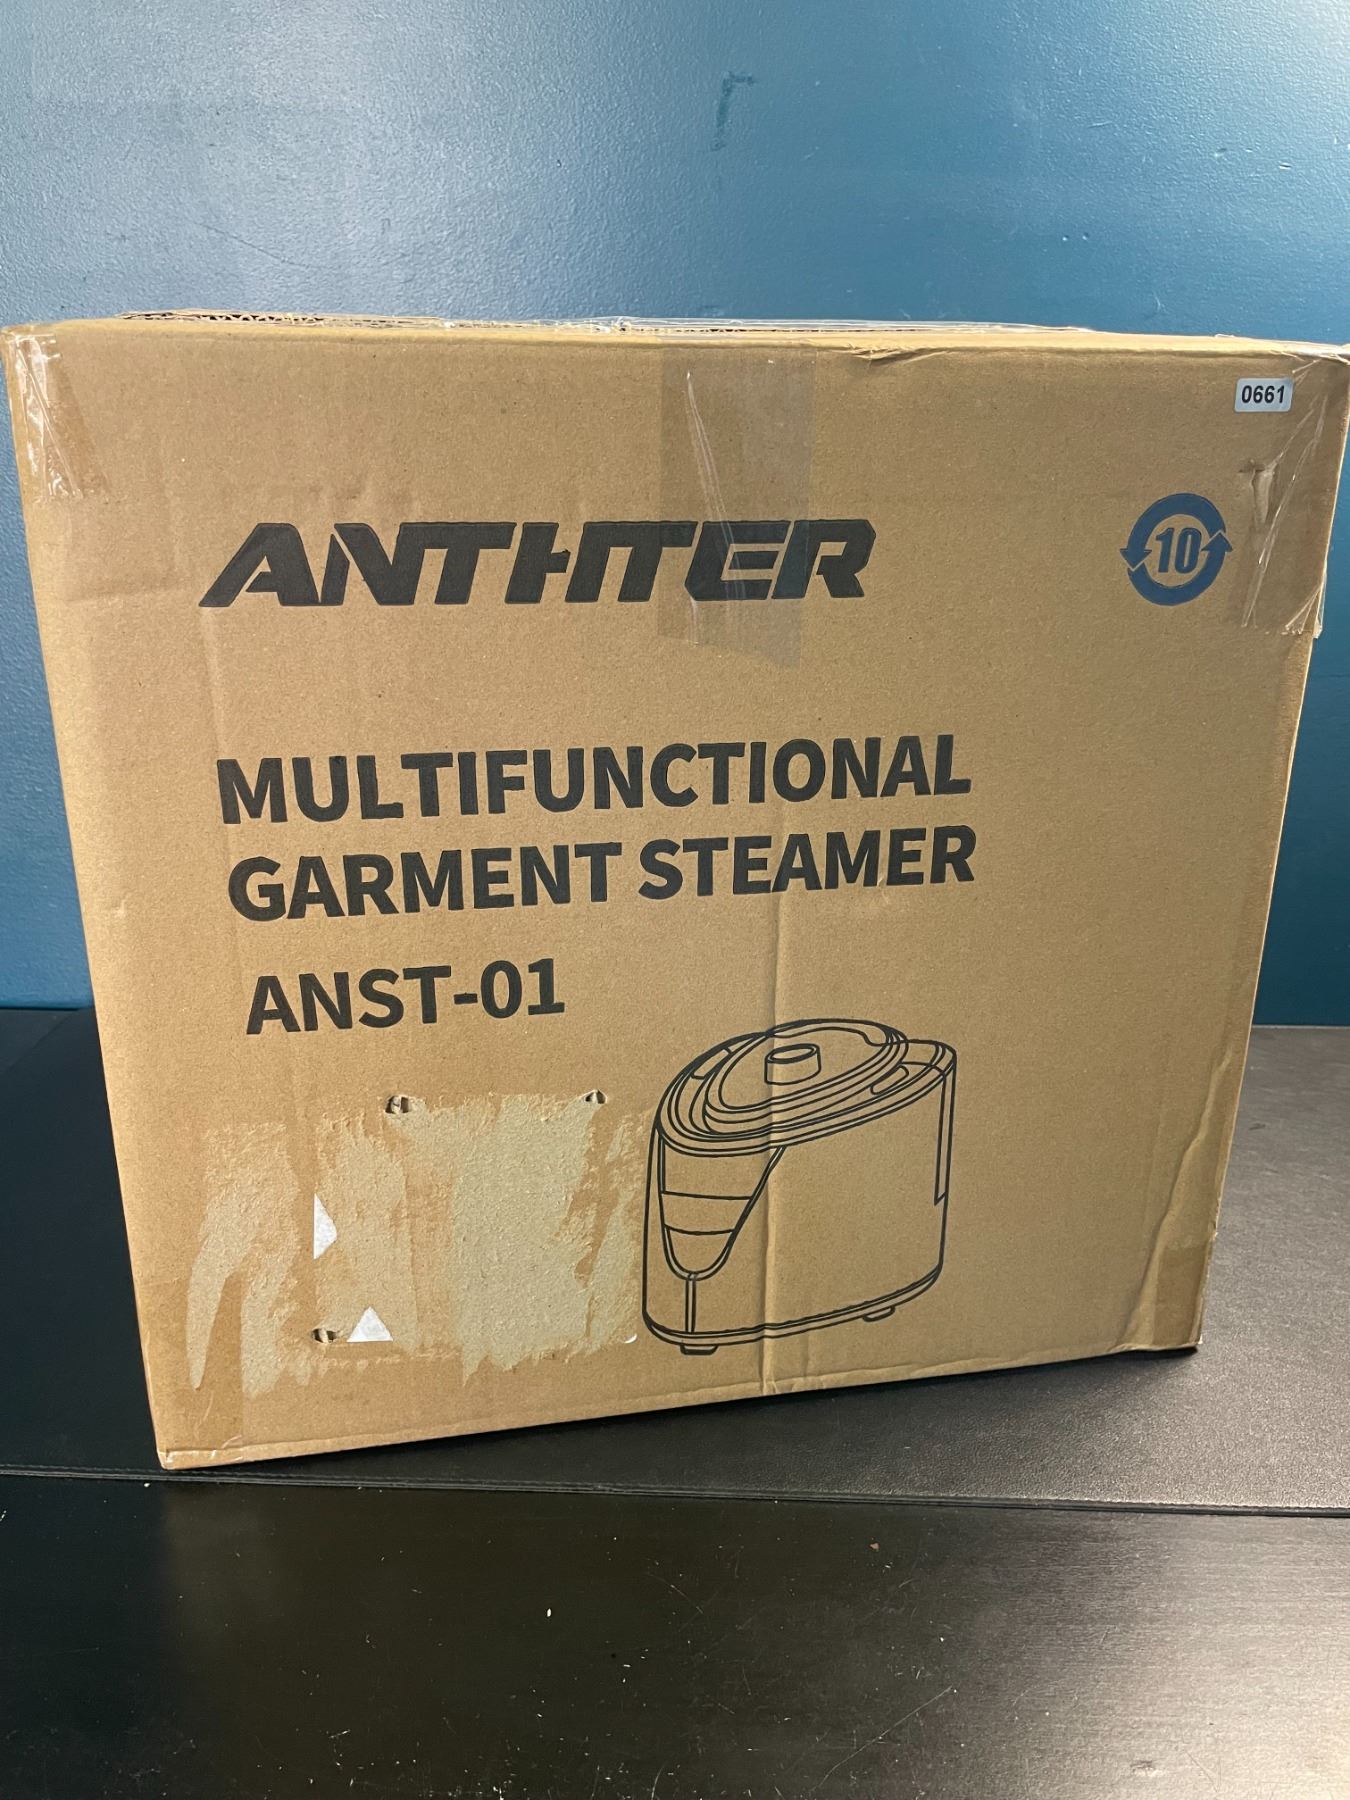 0661
ANTHTER
10
MULTIFUNCTIONAL
GARMENT STEAMER
ANST-01